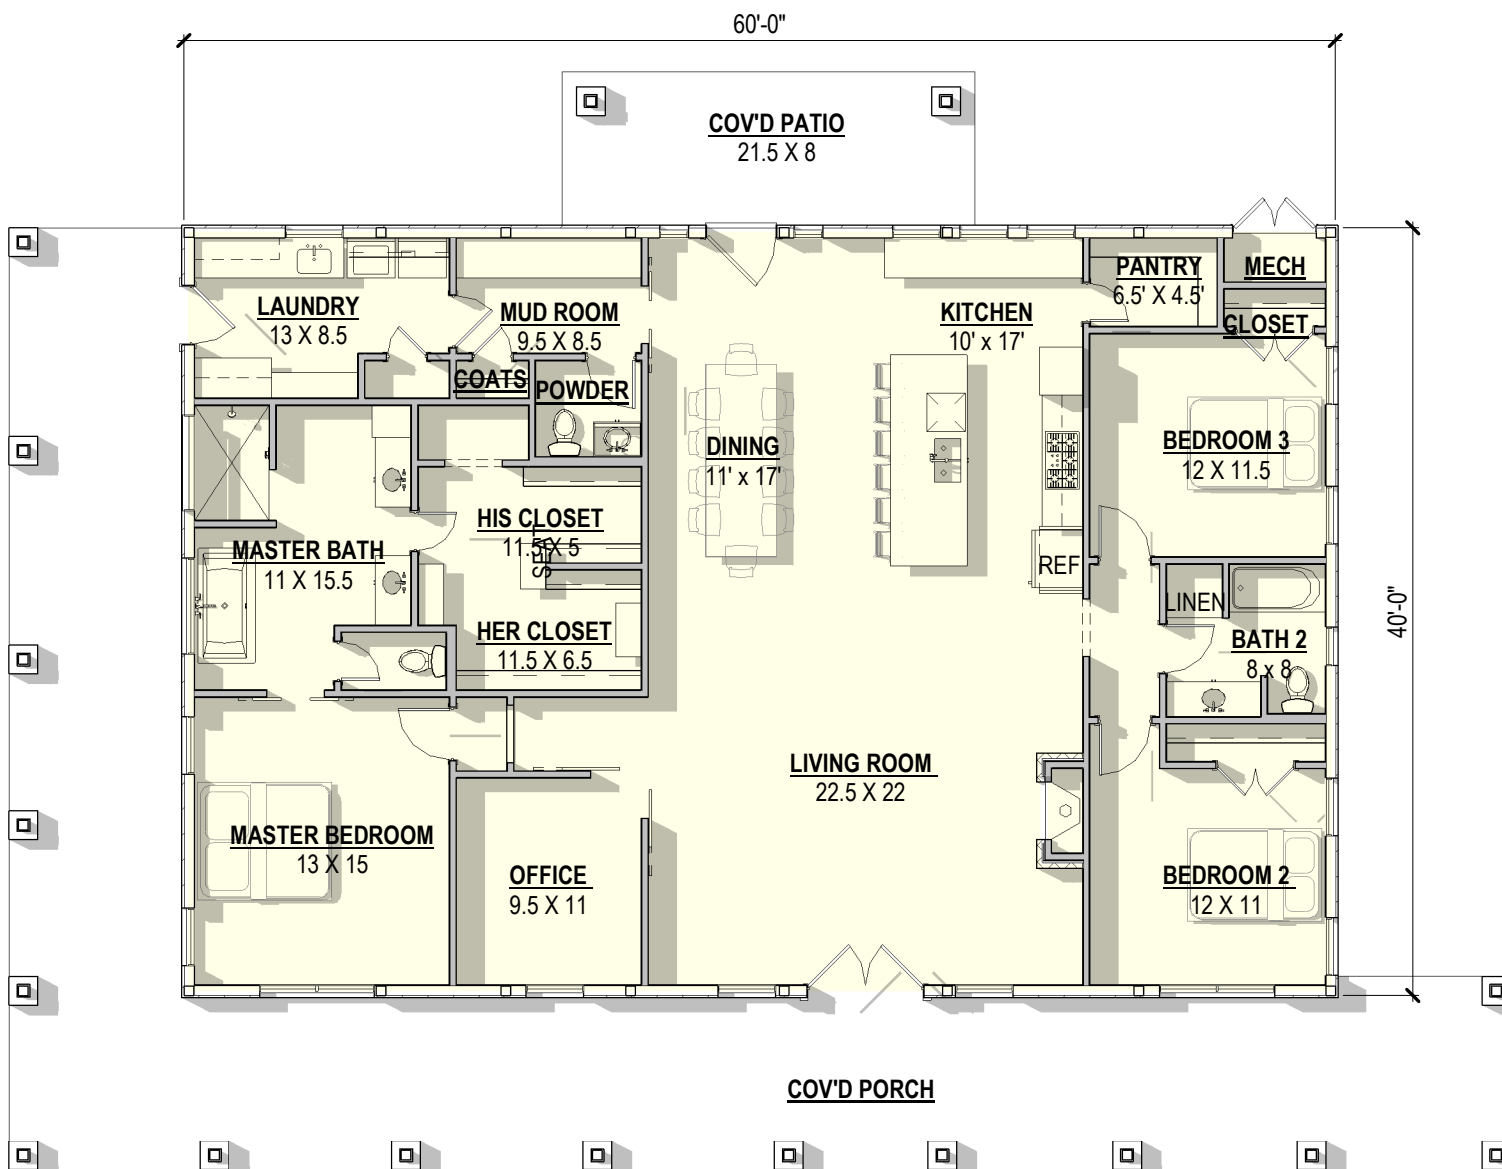 60'-0"
COV'D PATIO
21.5 X 8
LAUNDRY
13 X 8.5
MUD ROOM
9.5 X 8.5
KITCHEN
10' x 17'
PANTRY
6.5' X 4.5'
MECH
CLOSET
COATS
POWDER
DINING
11' x 17'
BEDROOM 3
12 X 11.5
HIS CLOSET
11.5 X 5
SEAT
MASTER BATH
11 X 15.5
REF
LINEN
40'-0"
HER CLOSET
11.5 X 6.5
BATH 2
8 x 8
LIVING ROOM
22.5 X 22
MASTER BEDROOM
13 X 15
OFFICE
9.5 X 11
BEDROOM 2
12 X 11
COV'D PORCH